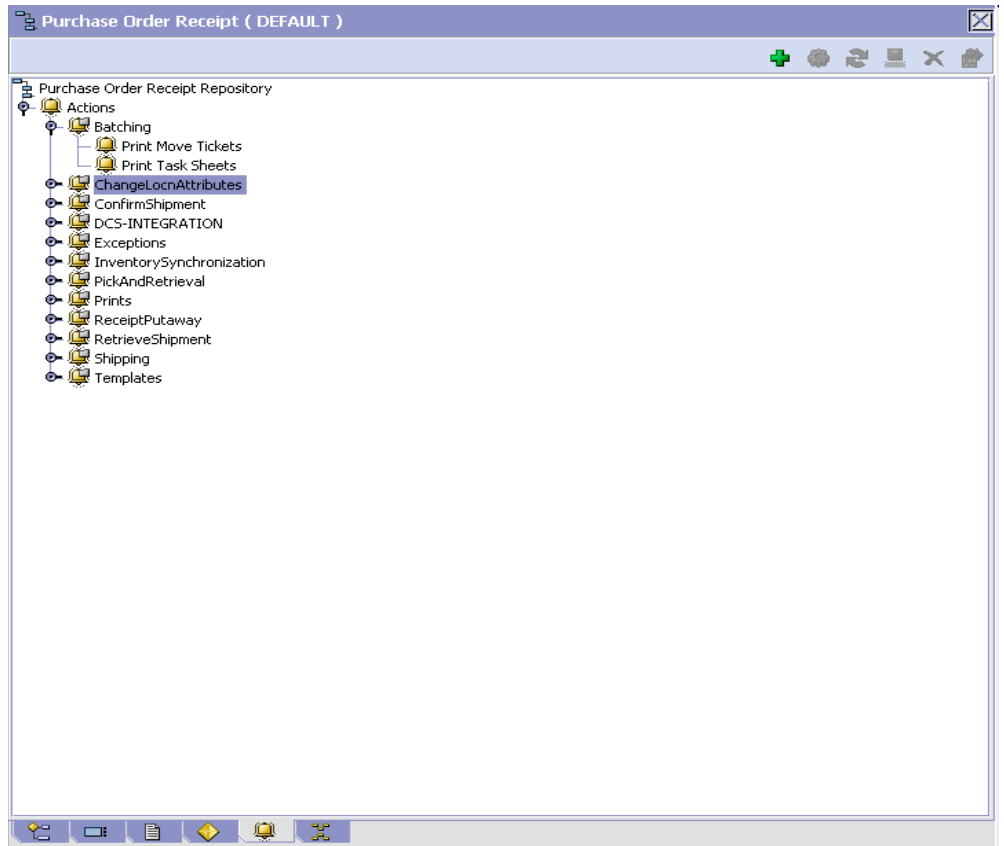 Purchase Order Receipt ( DEFAULT )
Purchase Order Receipt Repository
Actions
Batching
Print Move Tickets
Print Task Sheets
ChangeLocnAttributes
ConfirmShipment
DCS-INTEGRATION
Exceptions
InventorySynchronization
PickAndRetrieval
Prints
ReceiptPutaway
RetrieveShipment
Shipping
Templates